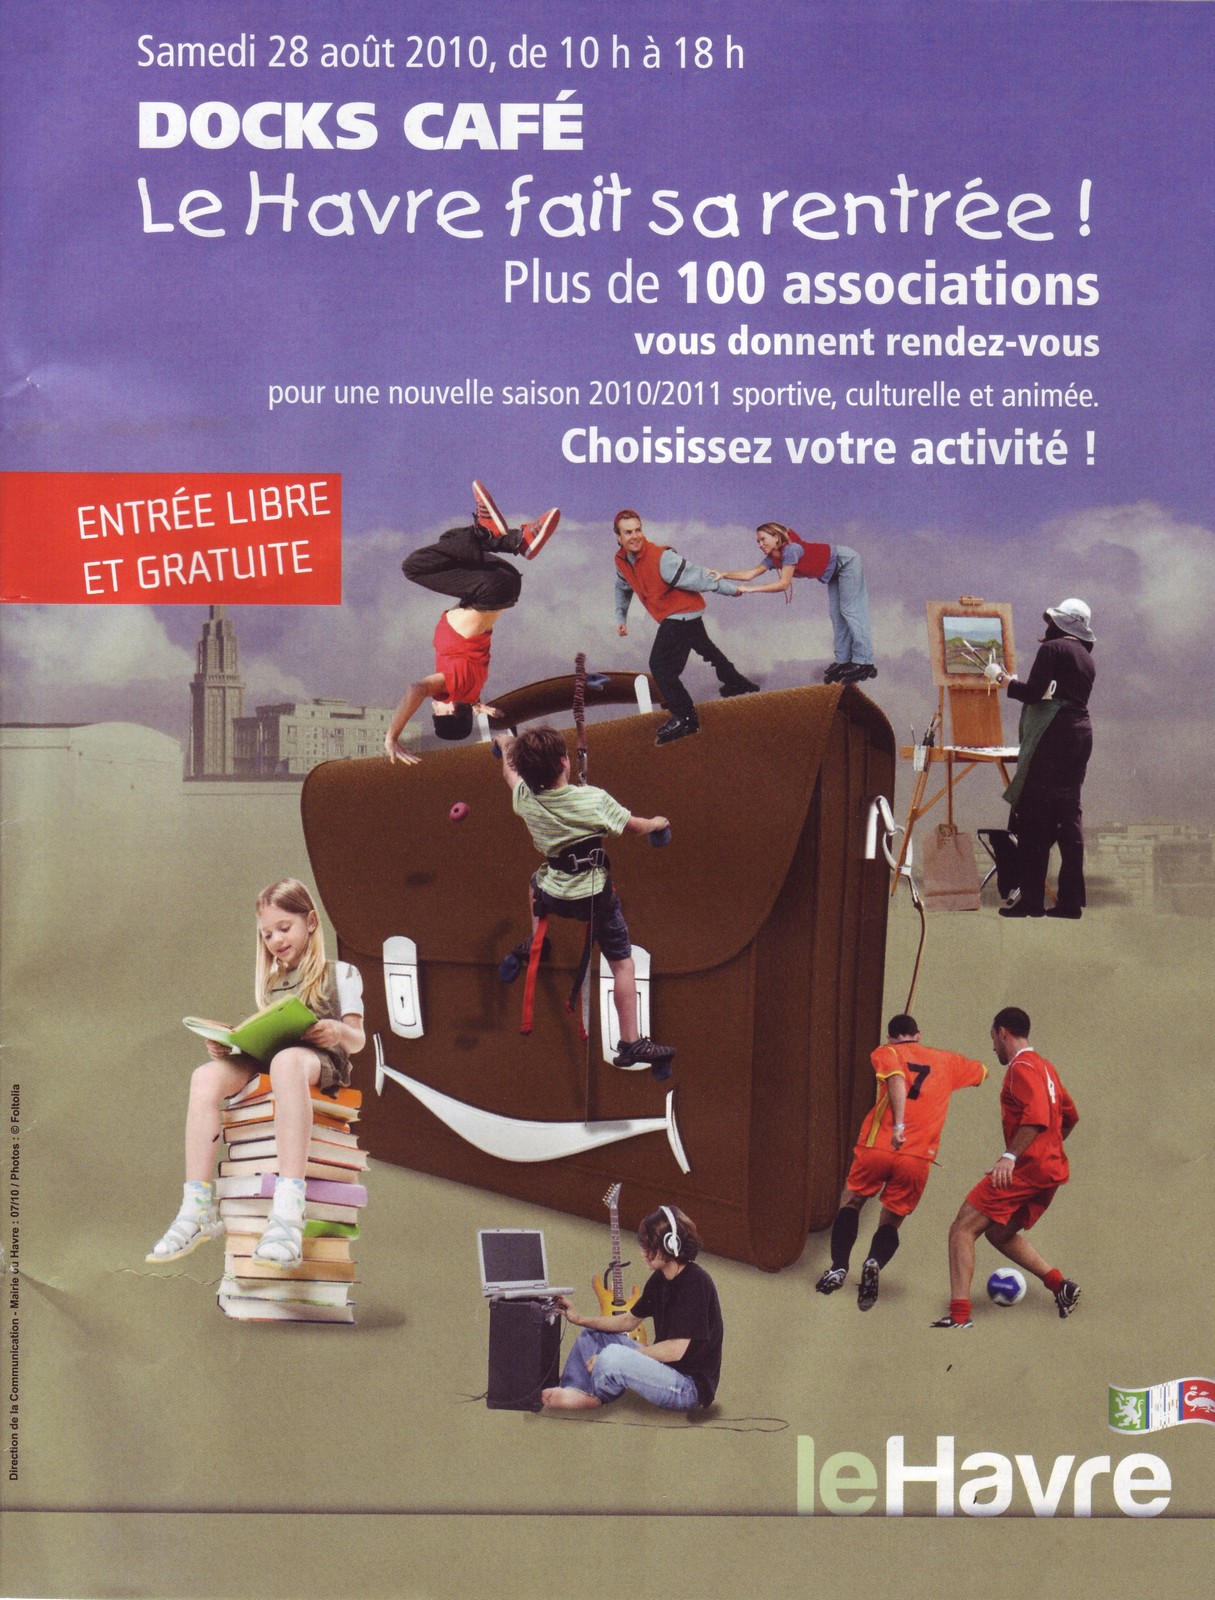 Samedi 28 août 2010, de 10 h à 18 h
DOCKS CAFÉ
Le Havre fait sa rentrée !
Plus de 100 associations
vous donnent rendez-vous
pour une nouvelle saison 2010/2011 sportive, culturelle et animée.
Choisissez votre activité !
ENTRÉE LIBRE
ET GRATUITE
7
Direction de la Communication - Mairie du Havre : 07/10 / Photos : © Foltolia
leHavre